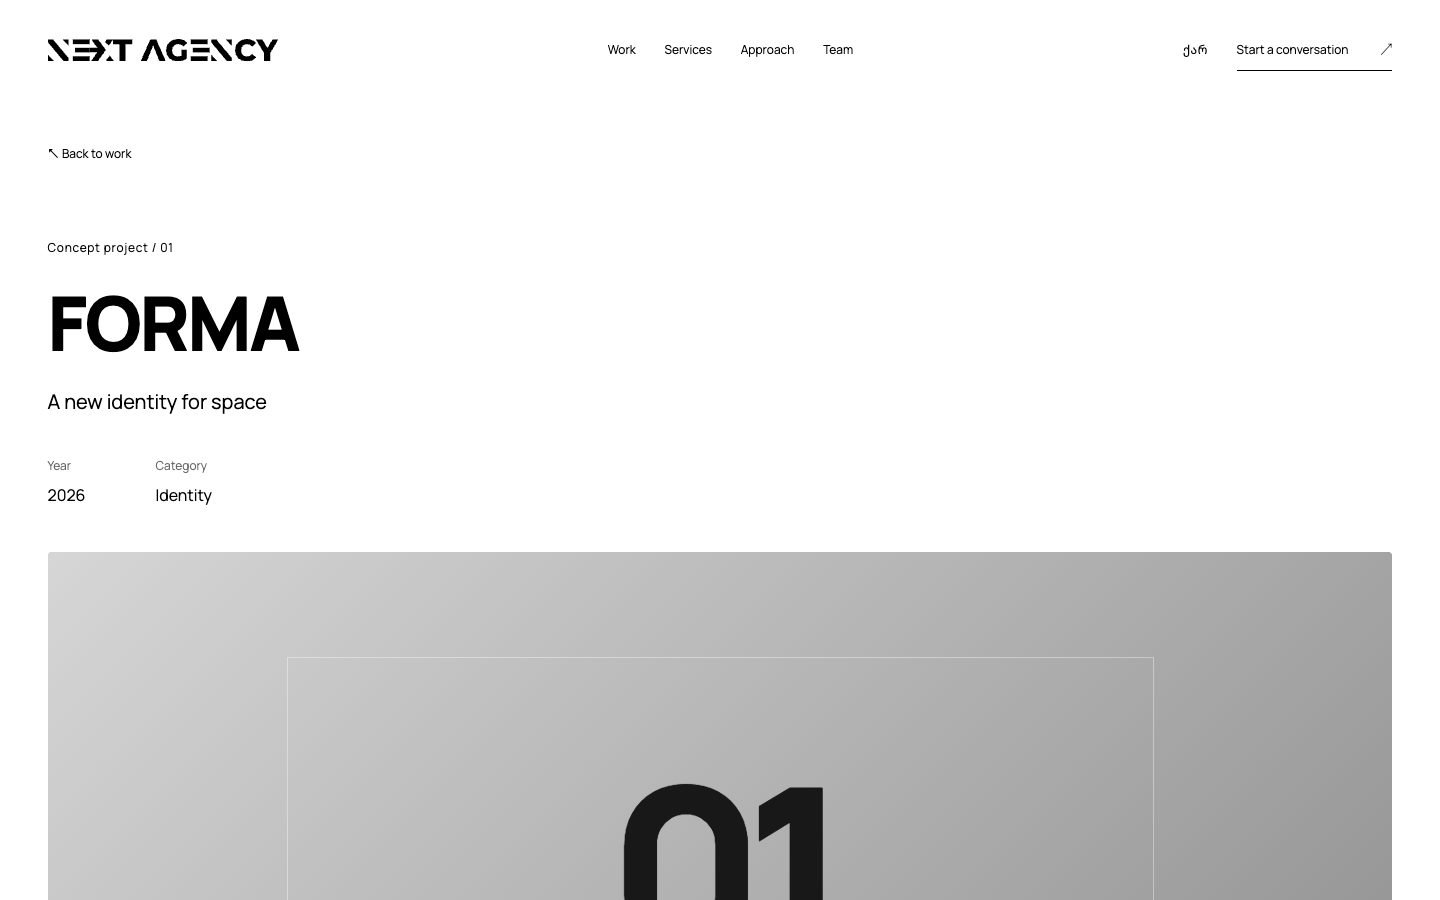 NEXT AGENCY
Work Services Approach Team
ქარ
Start a conversation ↗
↖ Back to work
Concept project / 01
FORMA
A new identity for space
Year Category
2026 Identity
01